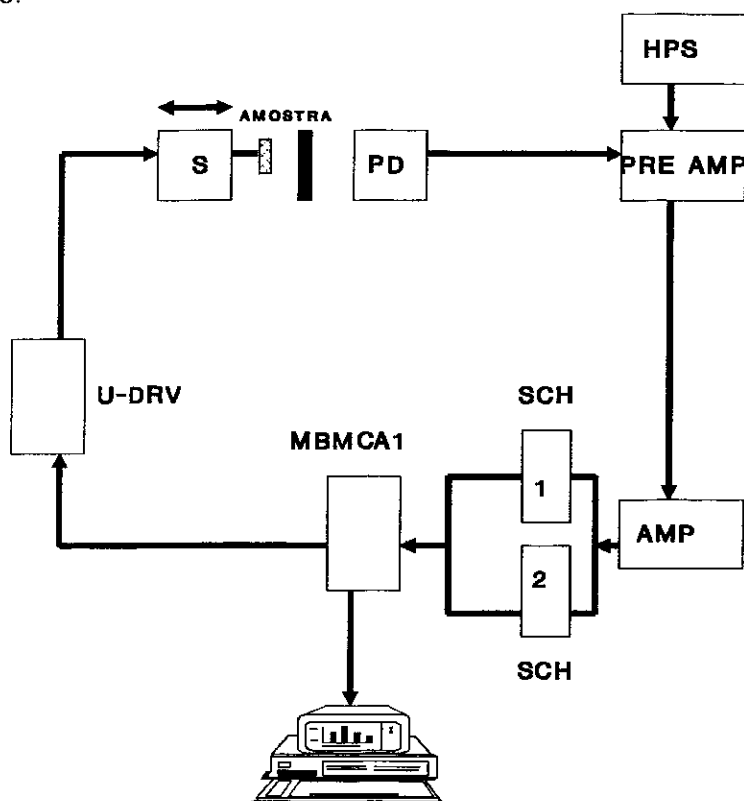 HPS
AMOSTRA
S
PD
PRE AMP
U-DRV
SCH
MBMCA1
1
AMP
2
SCH